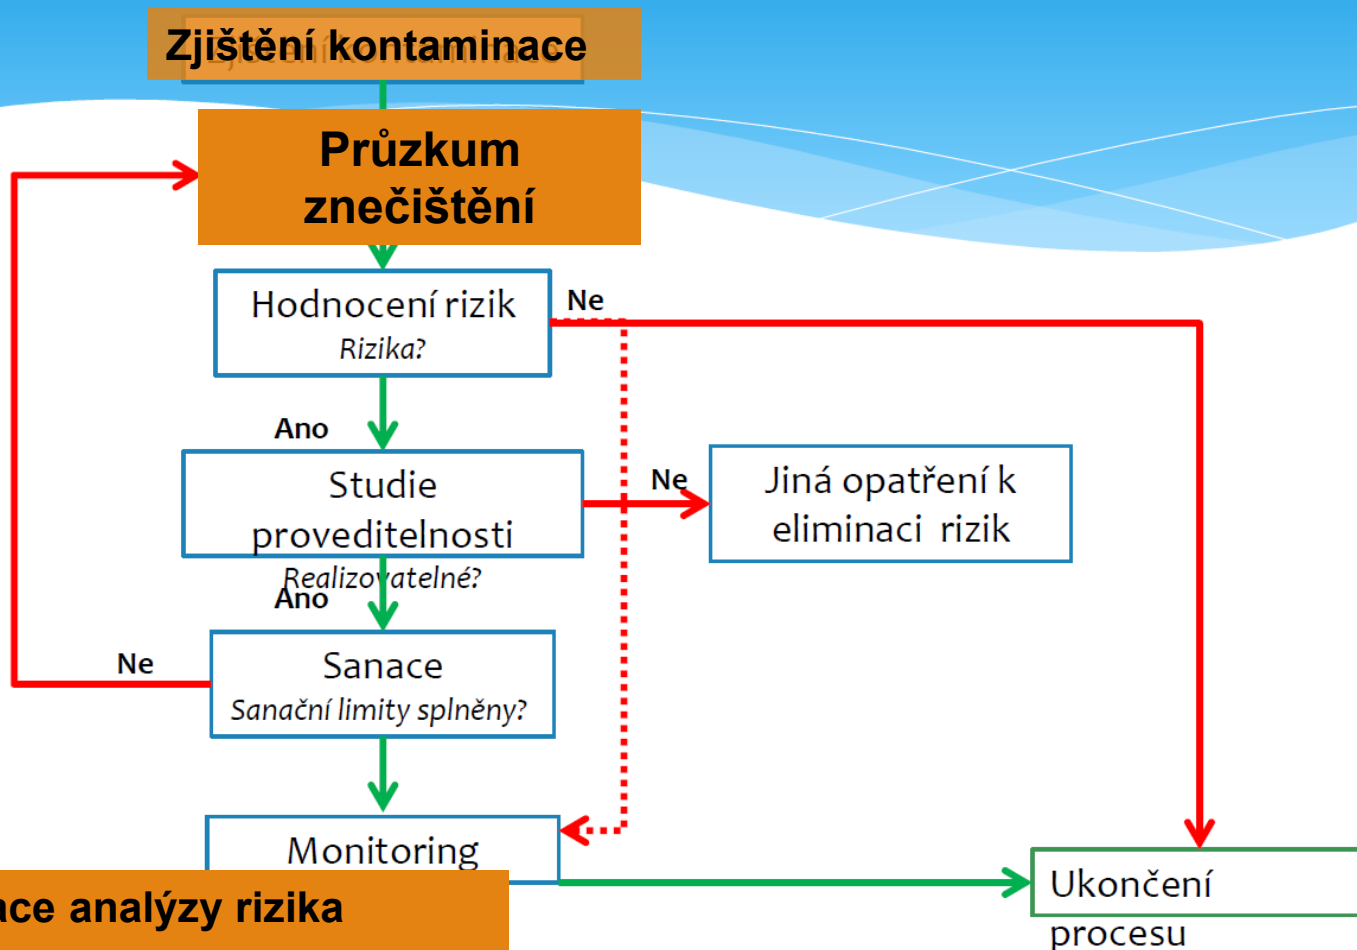 Zjištění kontaminace
Průzkum
znečištění
Hodnocení rizik
Rizika?
Ne
Ano
Studie
proveditelnosti
Realizovatelné?
Ne
Jiná opatření k
eliminaci rizik
Ano
Sanace
Sanační limity splněny?
Ne
Monitoring
analýzy rizika
Ukončení
procesu